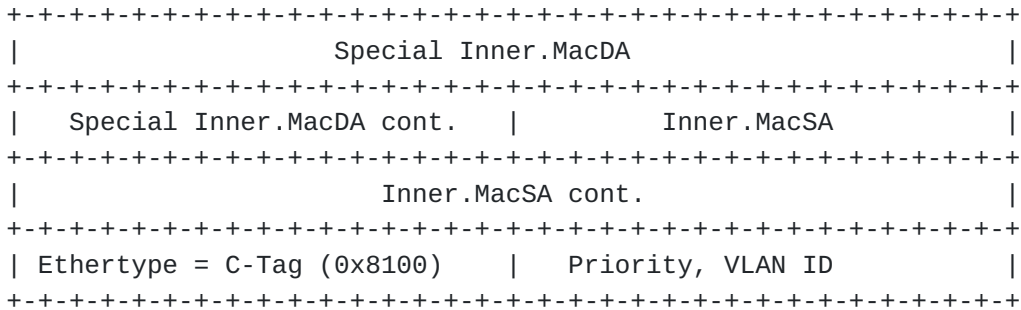 +-+-+-+-+-+-+-+-+-+-+-+-+-+-+-+-+-+-+-+-+-+-+-+-+-+-+-+-+-+-+-+-+
|                    Special Inner.MacDA                        |
+-+-+-+-+-+-+-+-+-+-+-+-+-+-+-+-+-+-+-+-+-+-+-+-+-+-+-+-+-+-+-+-+
|   Special Inner.MacDA cont.   |         Inner.MacSA           |
+-+-+-+-+-+-+-+-+-+-+-+-+-+-+-+-+-+-+-+-+-+-+-+-+-+-+-+-+-+-+-+-+
|                       Inner.MacSA cont.                       |
+-+-+-+-+-+-+-+-+-+-+-+-+-+-+-+-+-+-+-+-+-+-+-+-+-+-+-+-+-+-+-+-+
| Ethertype = C-Tag (0x8100)    |   Priority, VLAN ID           |
+-+-+-+-+-+-+-+-+-+-+-+-+-+-+-+-+-+-+-+-+-+-+-+-+-+-+-+-+-+-+-+-+